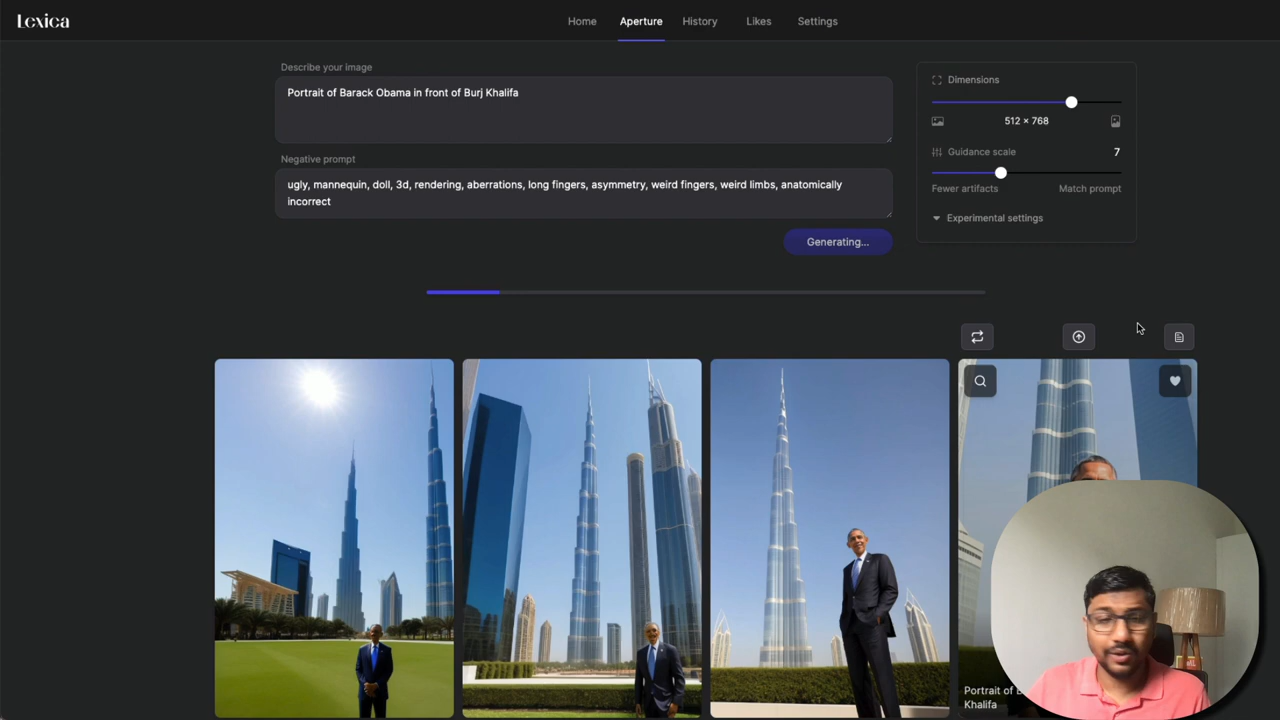 Lexica
Home
Aperture
History
Likes
Settings
Describe your image
Portrait of Barack Obama in front of Burj Khalifa
Negative prompt
ugly, mannequin, doll, 3d, rendering, aberrations, long fingers, asymmetry, weird fingers, weird limbs, anatomically
incorrect
Generating...
Dimensions
512 × 768
Guidance scale
7
Fewer artifacts
Match prompt
Experimental settings
Portrait of
Khalifa